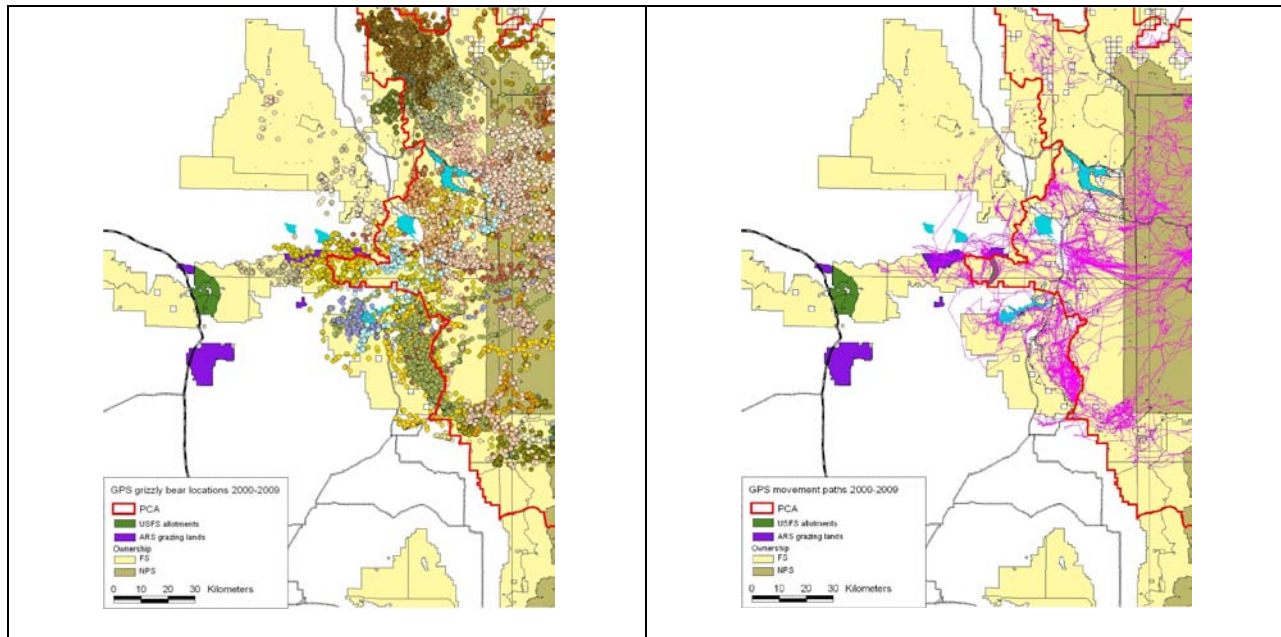 GPS grizzly bear locations 2000-2009
PCA
USFS allotments
ARS grazing lands
Ownership
FS
NPS
0 10 20 30 Kilometers
GPS movement paths 2000-2009
PCA
USFS allotments
ARS grazing lands
Ownership
FS
NPS
0 10 20 30 Kilometers